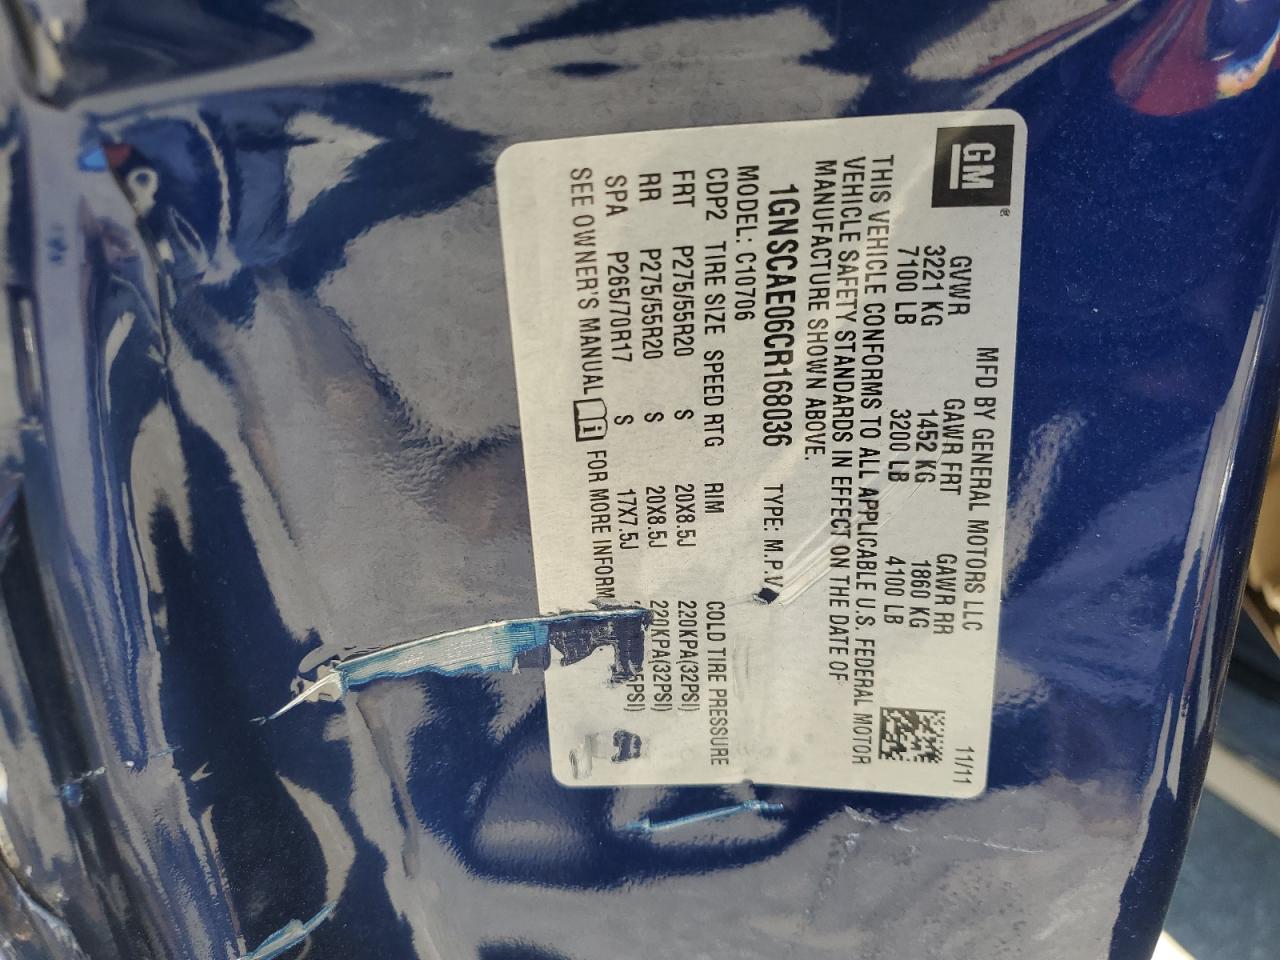 GM®
MFD BY GENERAL MOTORS LLC 11/11
GVWR GAWR FRT GAWR RR
3221 KG 1452 KG 1860 KG
7100 LB 3200 LB 4100 LB
THIS VEHICLE CONFORMS TO ALL APPLICABLE U.S. FEDERAL MOTOR
VEHICLE SAFETY STANDARDS IN EFFECT ON THE DATE OF
MANUFACTURE SHOWN ABOVE.
1GNSCAE06CR168036 TYPE: M.P.V.
MODEL: C10706
CDP2 TIRE SIZE SPEED RTG RIM COLD TIRE PRESSURE
FRT P275/55R20 S 20X8.5J 220KPA(32PSI)
RR P275/55R20 S 20X8.5J 220KPA(32PSI)
SPA P265/70R17 S 17X7.5J 5PSI)
SEE OWNER'S MANUAL FOR MORE INFORM